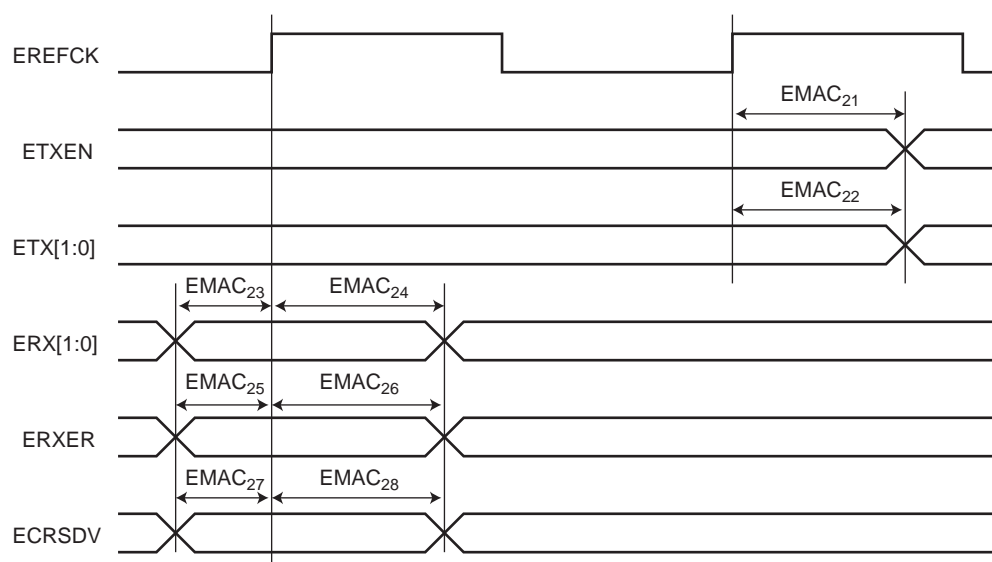 EREFCK
EMAC21
ETXEN
EMAC22
ETX[1:0]
EMAC23 EMAC24
ERX[1:0]
EMAC25 EMAC26
ERXER
EMAC27 EMAC28
ECRSDV